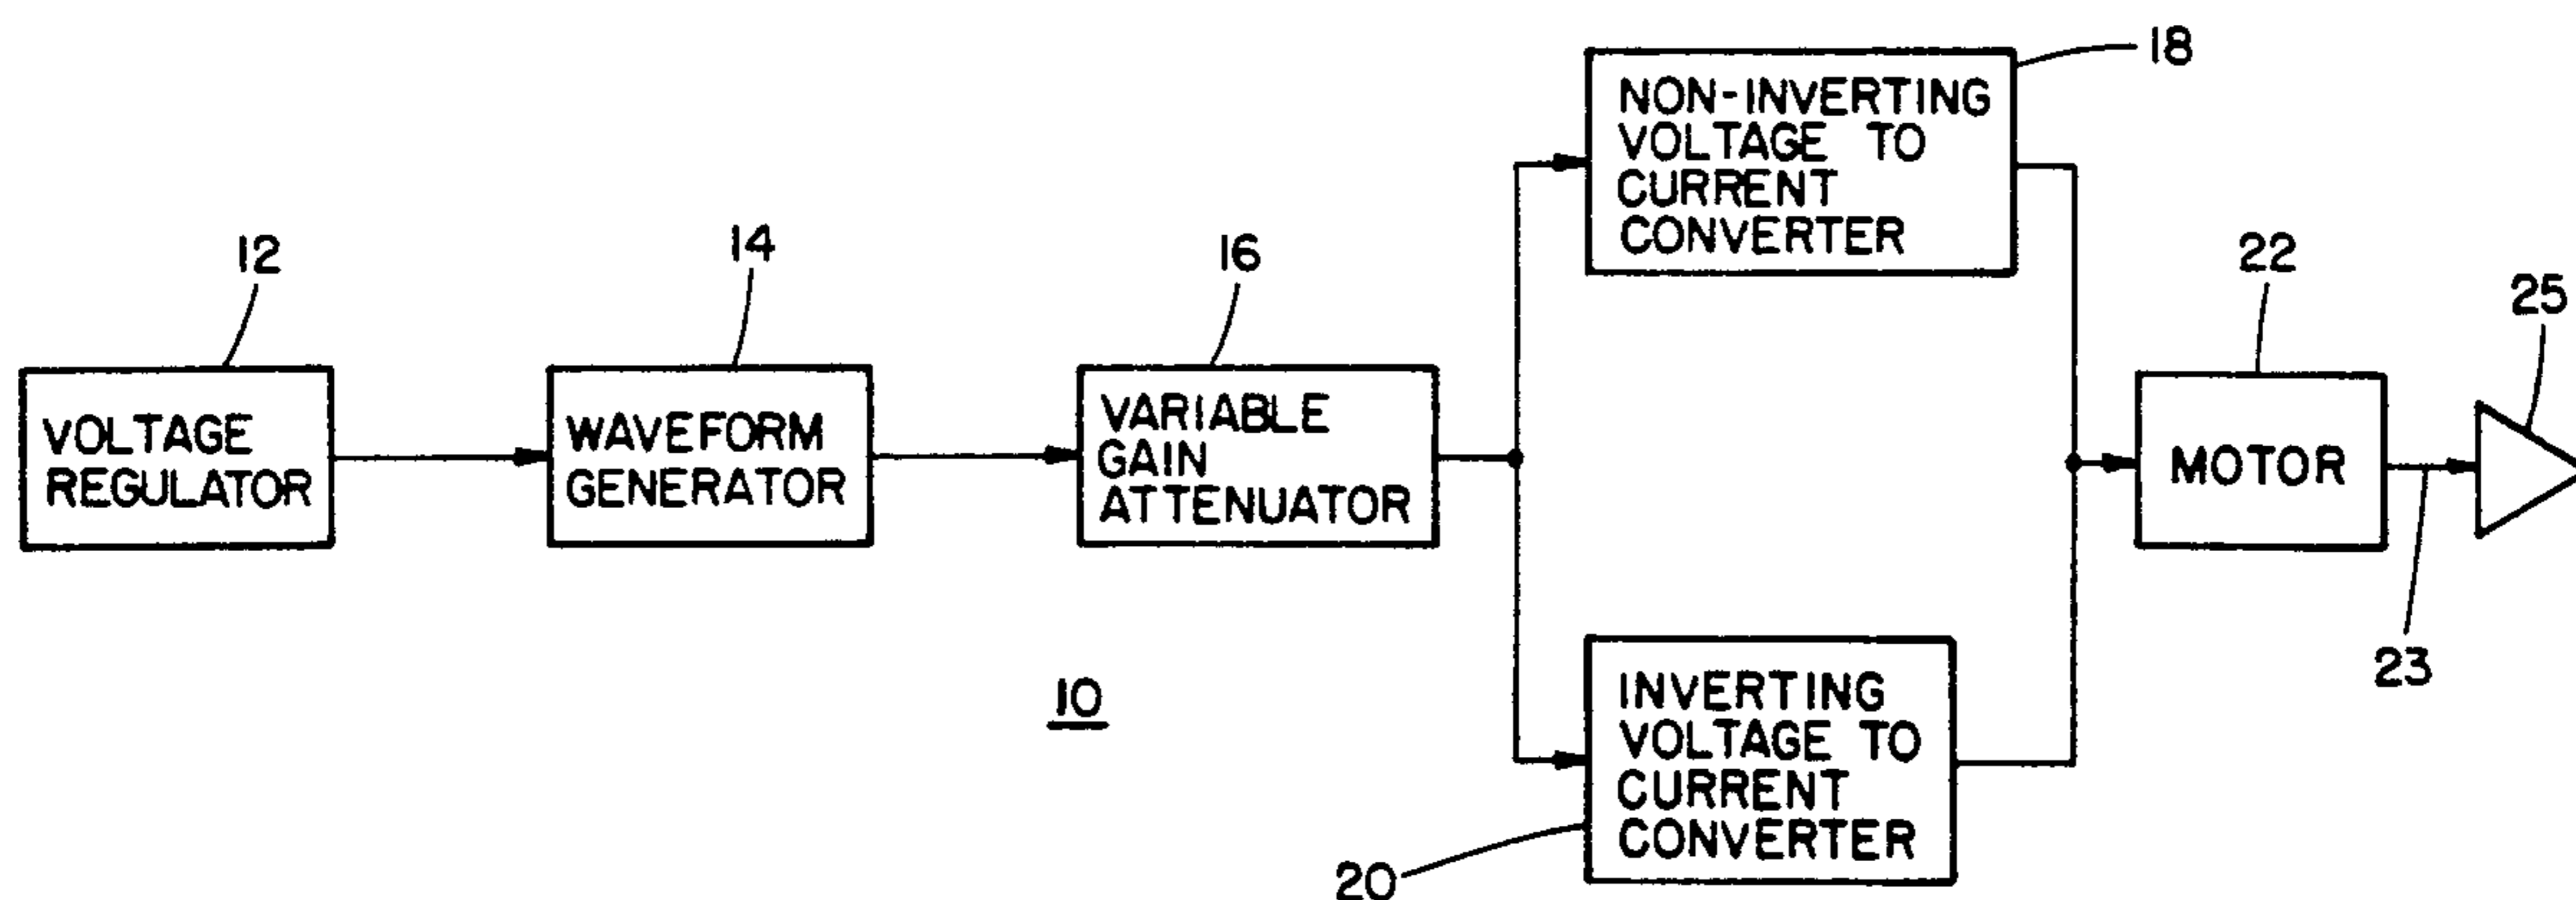 18
NON-INVERTING
VOLTAGE TO
CURRENT
CONVERTER
12
14
16
22
25
VOLTAGE
REGULATOR
WAVEFORM
GENERATOR
VARIABLE
GAIN
ATTENUATOR
MOTOR
23
10
INVERTING
VOLTAGE TO
CURRENT
CONVERTER
20